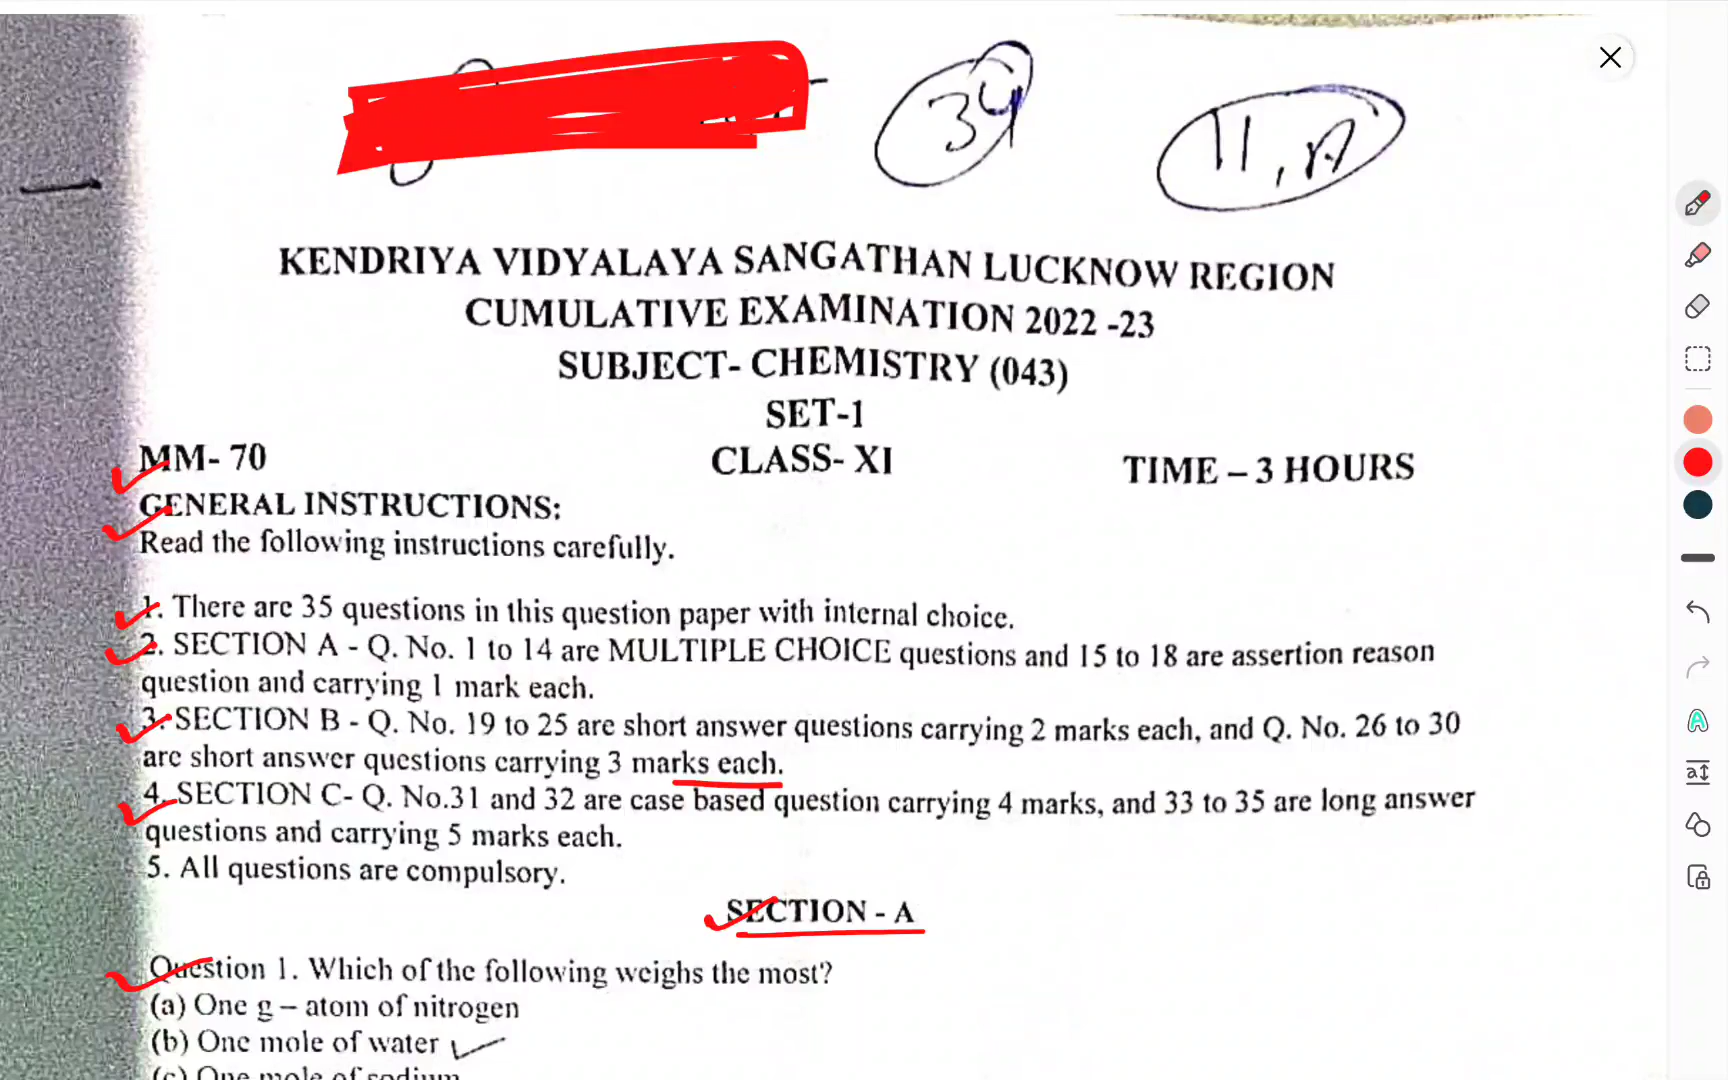 34
11, A
KENDRIYA VIDYALAYA SANGATHAN LUCKNOW REGION
CUMULATIVE EXAMINATION 2022 -23
SUBJECT- CHEMISTRY (043)
SET-1
MM- 70 CLASS- XI TIME – 3 HOURS
GENERAL INSTRUCTIONS:
Read the following instructions carefully.
1. There are 35 questions in this question paper with internal choice.
2. SECTION A - Q. No. 1 to 14 are MULTIPLE CHOICE questions and 15 to 18 are assertion reason
question and carrying 1 mark each.
3. SECTION B - Q. No. 19 to 25 are short answer questions carrying 2 marks each, and Q. No. 26 to 30
are short answer questions carrying 3 marks each.
4. SECTION C- Q. No.31 and 32 are case based question carrying 4 marks, and 33 to 35 are long answer
questions and carrying 5 marks each.
5. All questions are compulsory.
SECTION - A
Question 1. Which of the following weighs the most?
(a) One g – atom of nitrogen
(b) One mole of water
(c) One mole of sodium